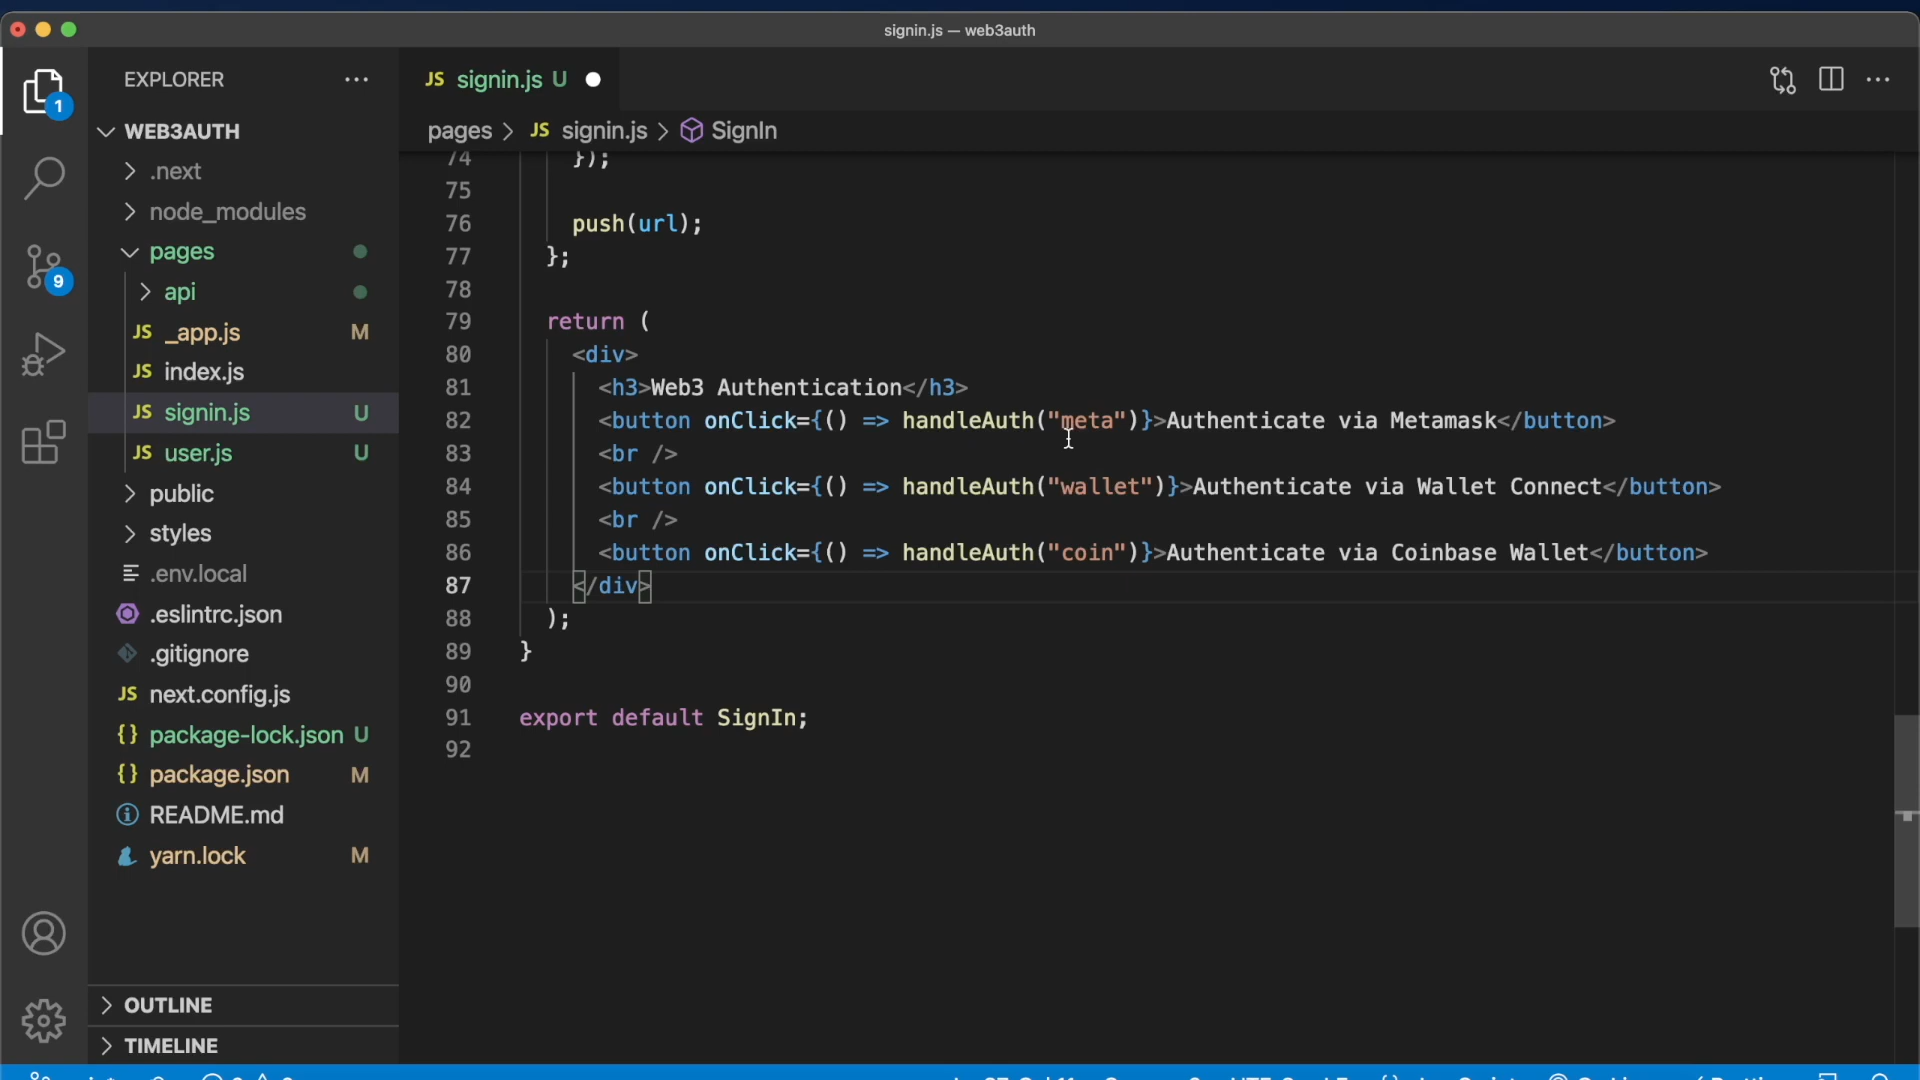 signin.js — web3auth
EXPLORER
JS signin.js U
pages > JS signin.js > SignIn
1
WEB3AUTH
.next
node_modules
pages
9
api
JS _app.js M
JS index.js
JS signin.js U
JS user.js U
public
styles
.env.local
.eslintrc.json
.gitignore
JS next.config.js
{} package-lock.json U
{} package.json M
README.md
yarn.lock M
OUTLINE
TIMELINE
74 });
75
76 push(url);
77 };
78
79 return (
80 <div>
81 <h3>Web3 Authentication</h3>
82 <button onClick={() => handleAuth("meta")}>Authenticate via Metamask</button>
83 <br />
84 <button onClick={() => handleAuth("wallet")}>Authenticate via Wallet Connect</button>
85 <br />
86 <button onClick={() => handleAuth("coin")}>Authenticate via Coinbase Wallet</button>
87 </div>
88 );
89 }
90
91 export default SignIn;
92